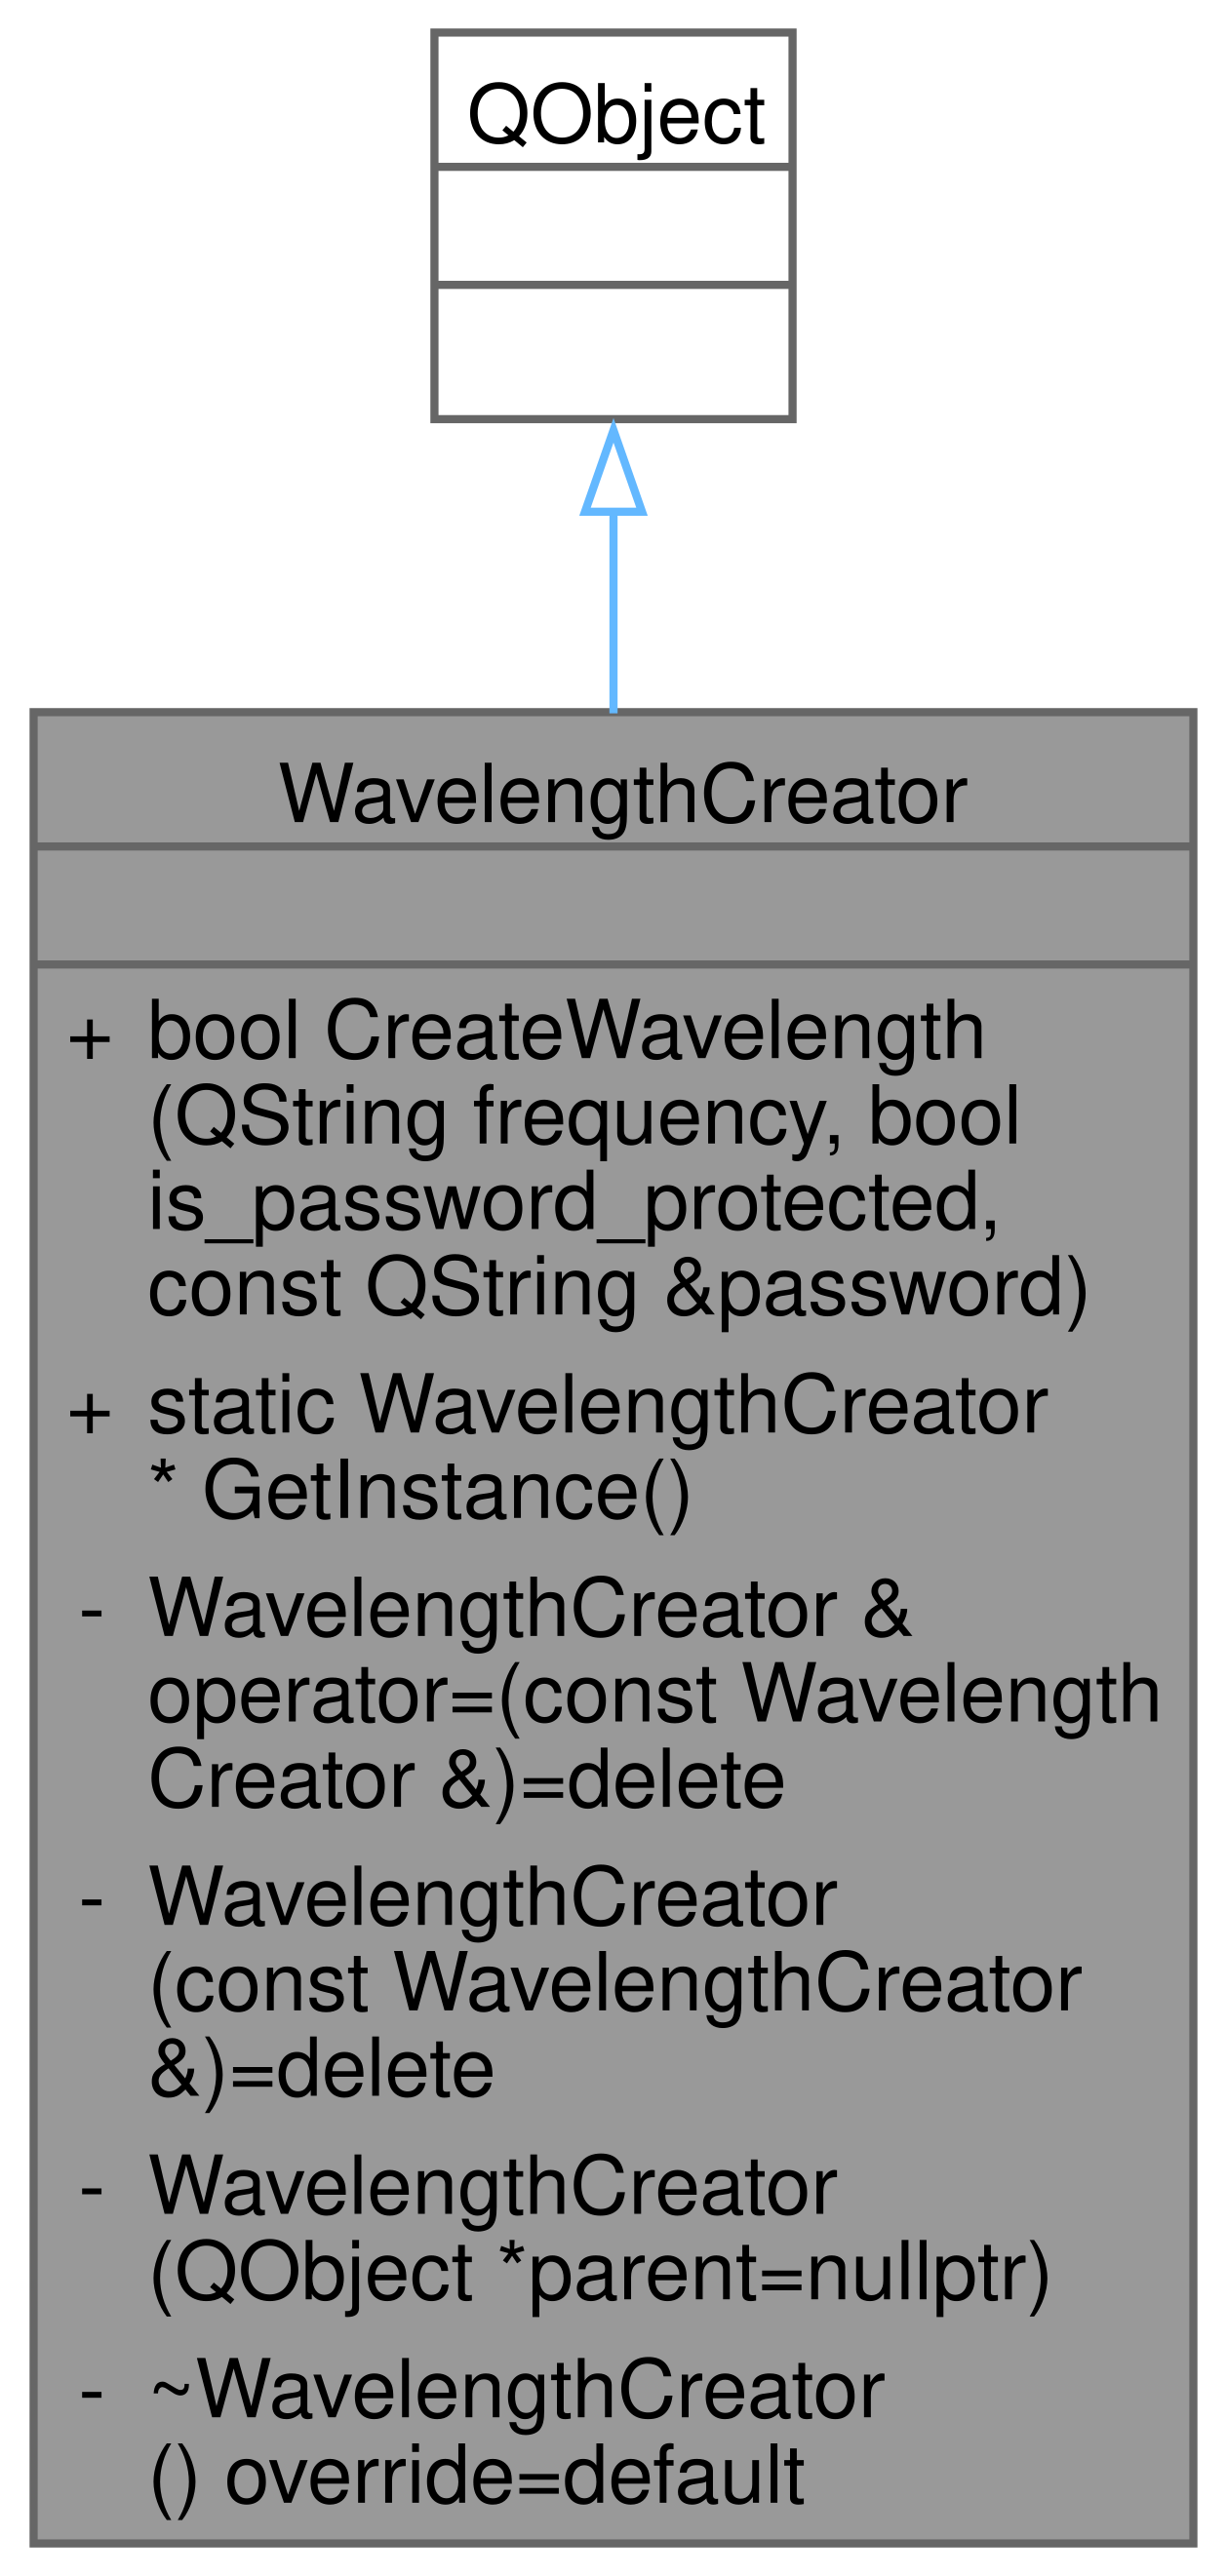 QObject
WavelengthCreator
+ bool CreateWavelength
(QString frequency, bool
is_password_protected,
const QString &password)
+ static WavelengthCreator
* GetInstance()
- WavelengthCreator &
operator=(const Wavelength
Creator &)=delete
- WavelengthCreator
(const WavelengthCreator
&)=delete
- WavelengthCreator
(QObject *parent=nullptr)
- ~WavelengthCreator
() override=default